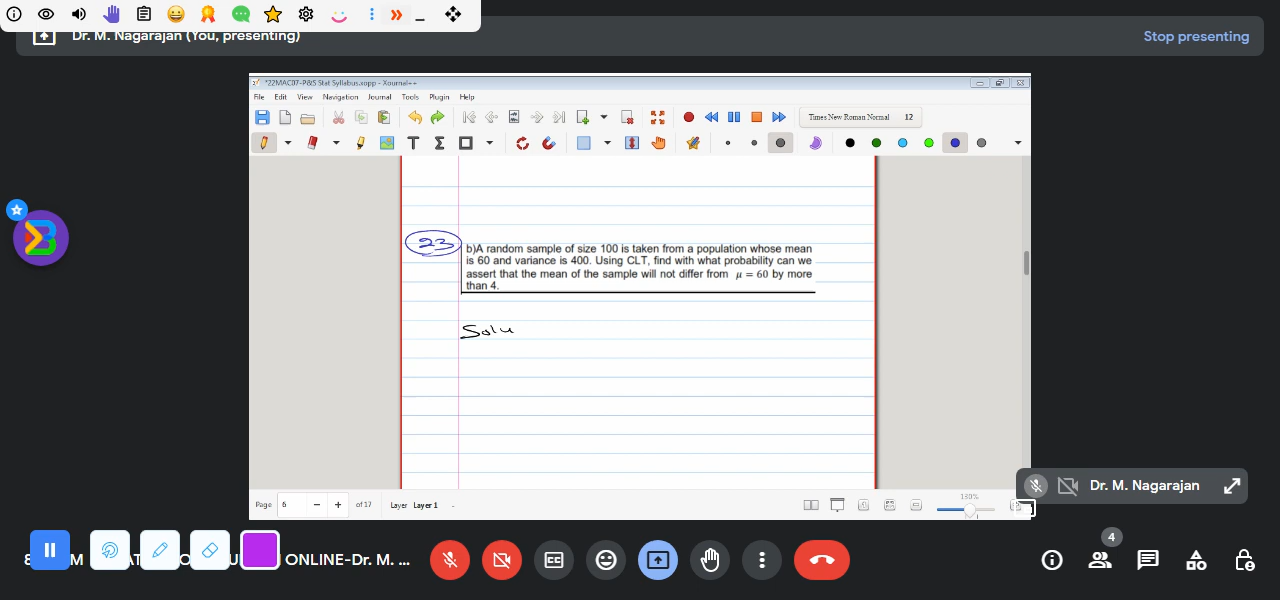 Dr. M. Nagarajan (You, presenting)
Stop presenting
*22MAC07-P&S Stat Syllabus.xopp - Xournal++
File Edit View Navigation Journal Tools Plugin Help
Times New Roman Normal 12
23
b)A random sample of size 100 is taken from a population whose mean
is 60 and variance is 400. Using CLT, find with what probability can we
assert that the mean of the sample will not differ from μ = 60 by more
than 4.
Solu
Page 6 of 17 Layer Layer 1
130%
Dr. M. Nagarajan
4
ONLINE-Dr. M. ...